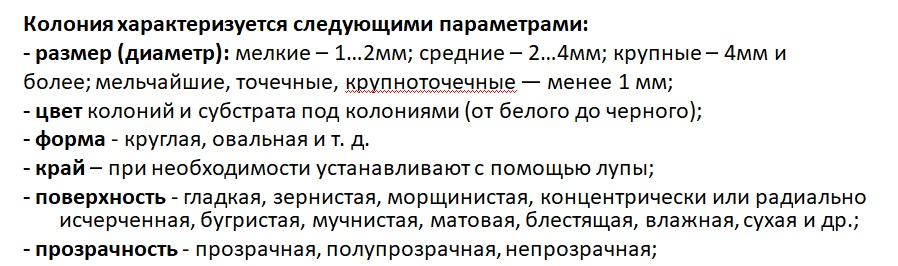 Колония характеризуется следующими параметрами:
- размер (диаметр): мелкие – 1…2мм; средние – 2…4мм; крупные – 4мм и
более; мельчайшие, точечные, крупноточечные — менее 1 мм;
- цвет колоний и субстрата под колониями (от белого до черного);
- форма - круглая, овальная и т. д.
- край – при необходимости устанавливают с помощью лупы;
- поверхность - гладкая, зернистая, морщинистая, концентрически или радиально
исчерченная, бугристая, мучнистая, матовая, блестящая, влажная, сухая и др.;
- прозрачность - прозрачная, полупрозрачная, непрозрачная;